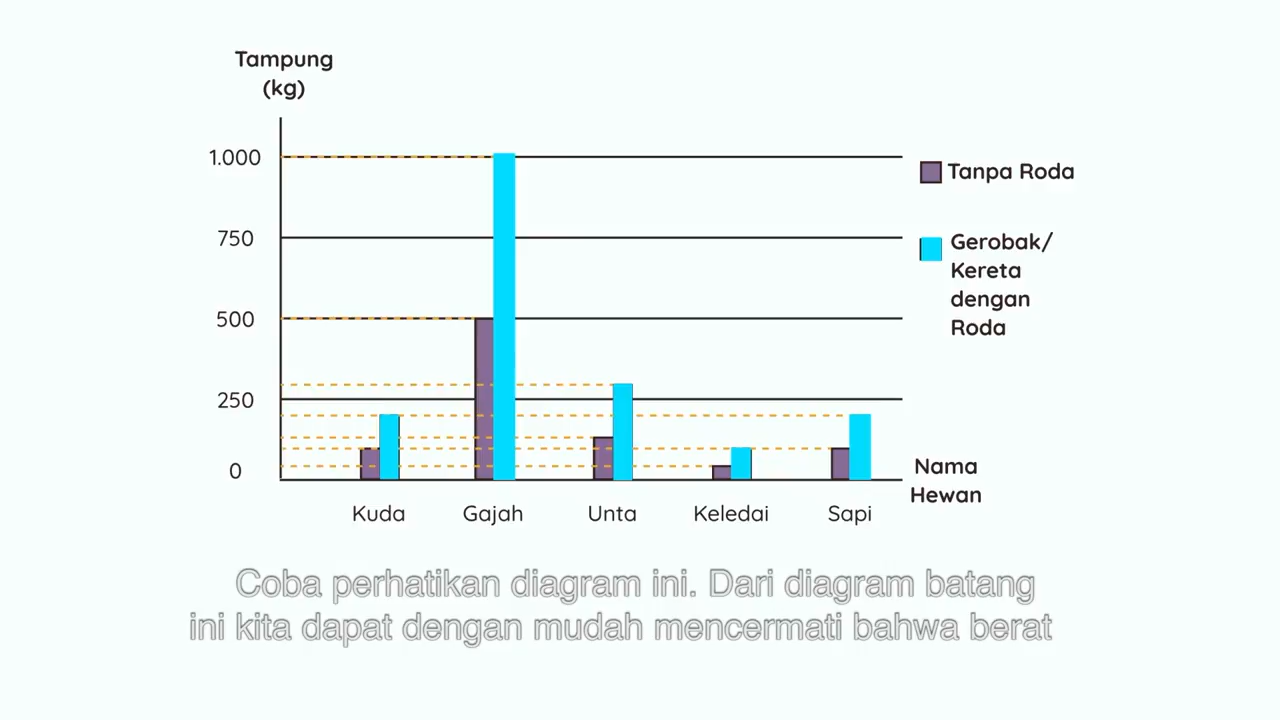 Tampung
(kg)
1.000
750
500
250
0
Tanpa Roda
Gerobak/
Kereta
dengan
Roda
Nama
Hewan
Kuda
Gajah
Unta
Keledai
Sapi
Coba perhatikan diagram ini. Dari diagram batang
ini kita dapat dengan mudah mencermati bahwa berat